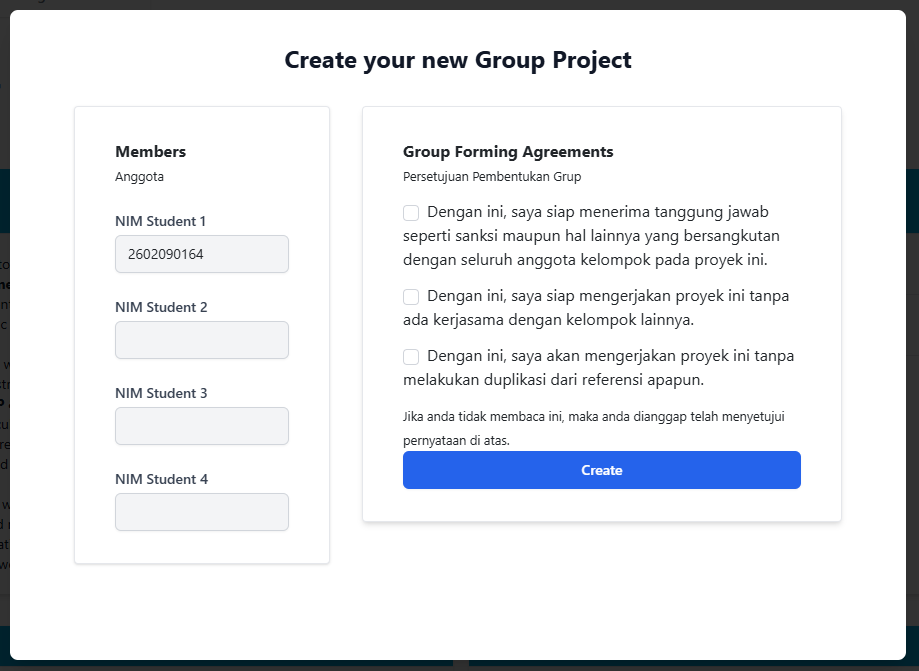 Create your new Group Project
Members
Anggota
NIM Student 1
2602090164
NIM Student 2
NIM Student 3
NIM Student 4
Group Forming Agreements
Persetujuan Pembentukan Grup
Dengan ini, saya siap menerima tanggung jawab
seperti sanksi maupun hal lainnya yang bersangkutan
dengan seluruh anggota kelompok pada proyek ini.
Dengan ini, saya siap mengerjakan proyek ini tanpa
ada kerjasama dengan kelompok lainnya.
Dengan ini, saya akan mengerjakan proyek ini tanpa
melakukan duplikasi dari referensi apapun.
Jika anda tidak membaca ini, maka anda dianggap telah menyetujui
pernyataan di atas.
Create